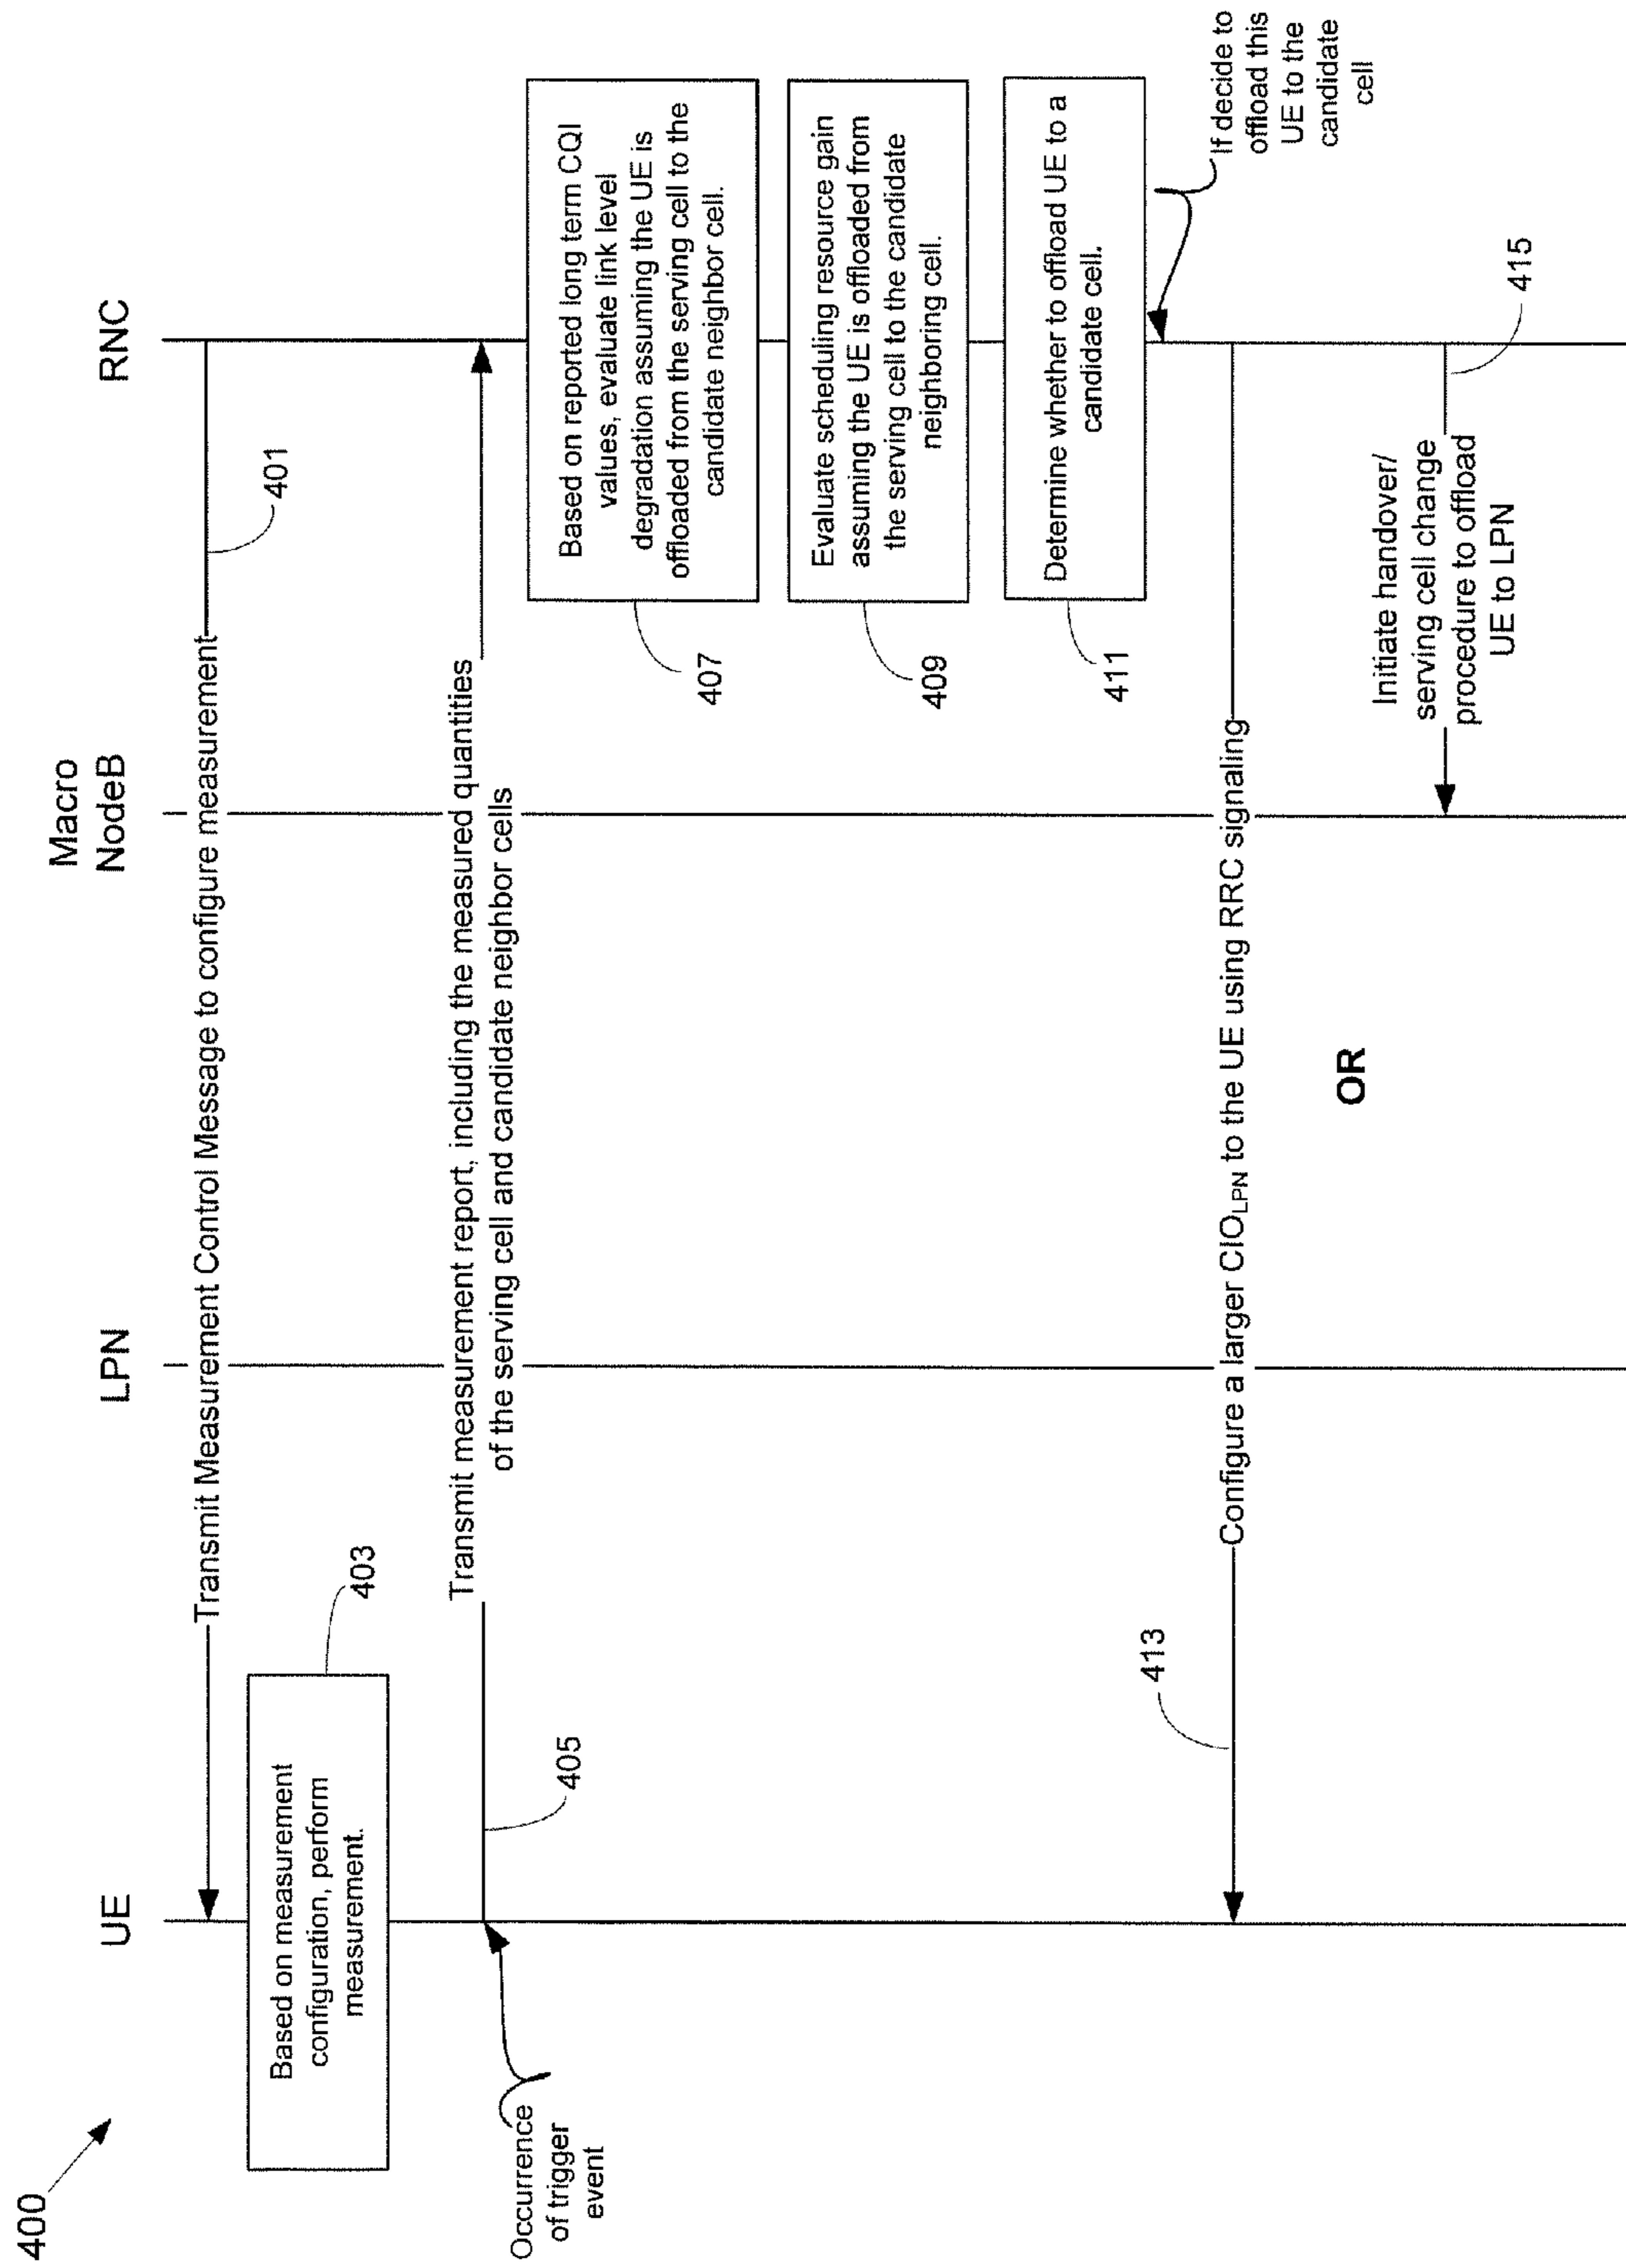 400
UE
LPN
Macro
NodeB
RNC
Transmit Measurement Control Message to configure measurement
401
Based on measurement
configuration, perform
measurement.
403
Occurrence
of trigger
event
405
Transmit measurement report, including the measured quantities
of the serving cell and candidate neighbor cells
Based on reported long term CQI
values, evaluate link level
degradation assuming the UE is
offloaded from the serving cell to the
candidate neighbor cell.
407
Evaluate scheduling resource gain
assuming the UE is offloaded from
the serving cell to the candidate
neighboring cell.
409
Determine whether to offload UE to a
candidate cell.
411
If decide to
offload this
UE to the
candidate
cell
413
Configure a larger CIO_LPN to the UE using RRC signaling
OR
Initiate handover/
serving cell change
procedure to offload
UE to LPN
415